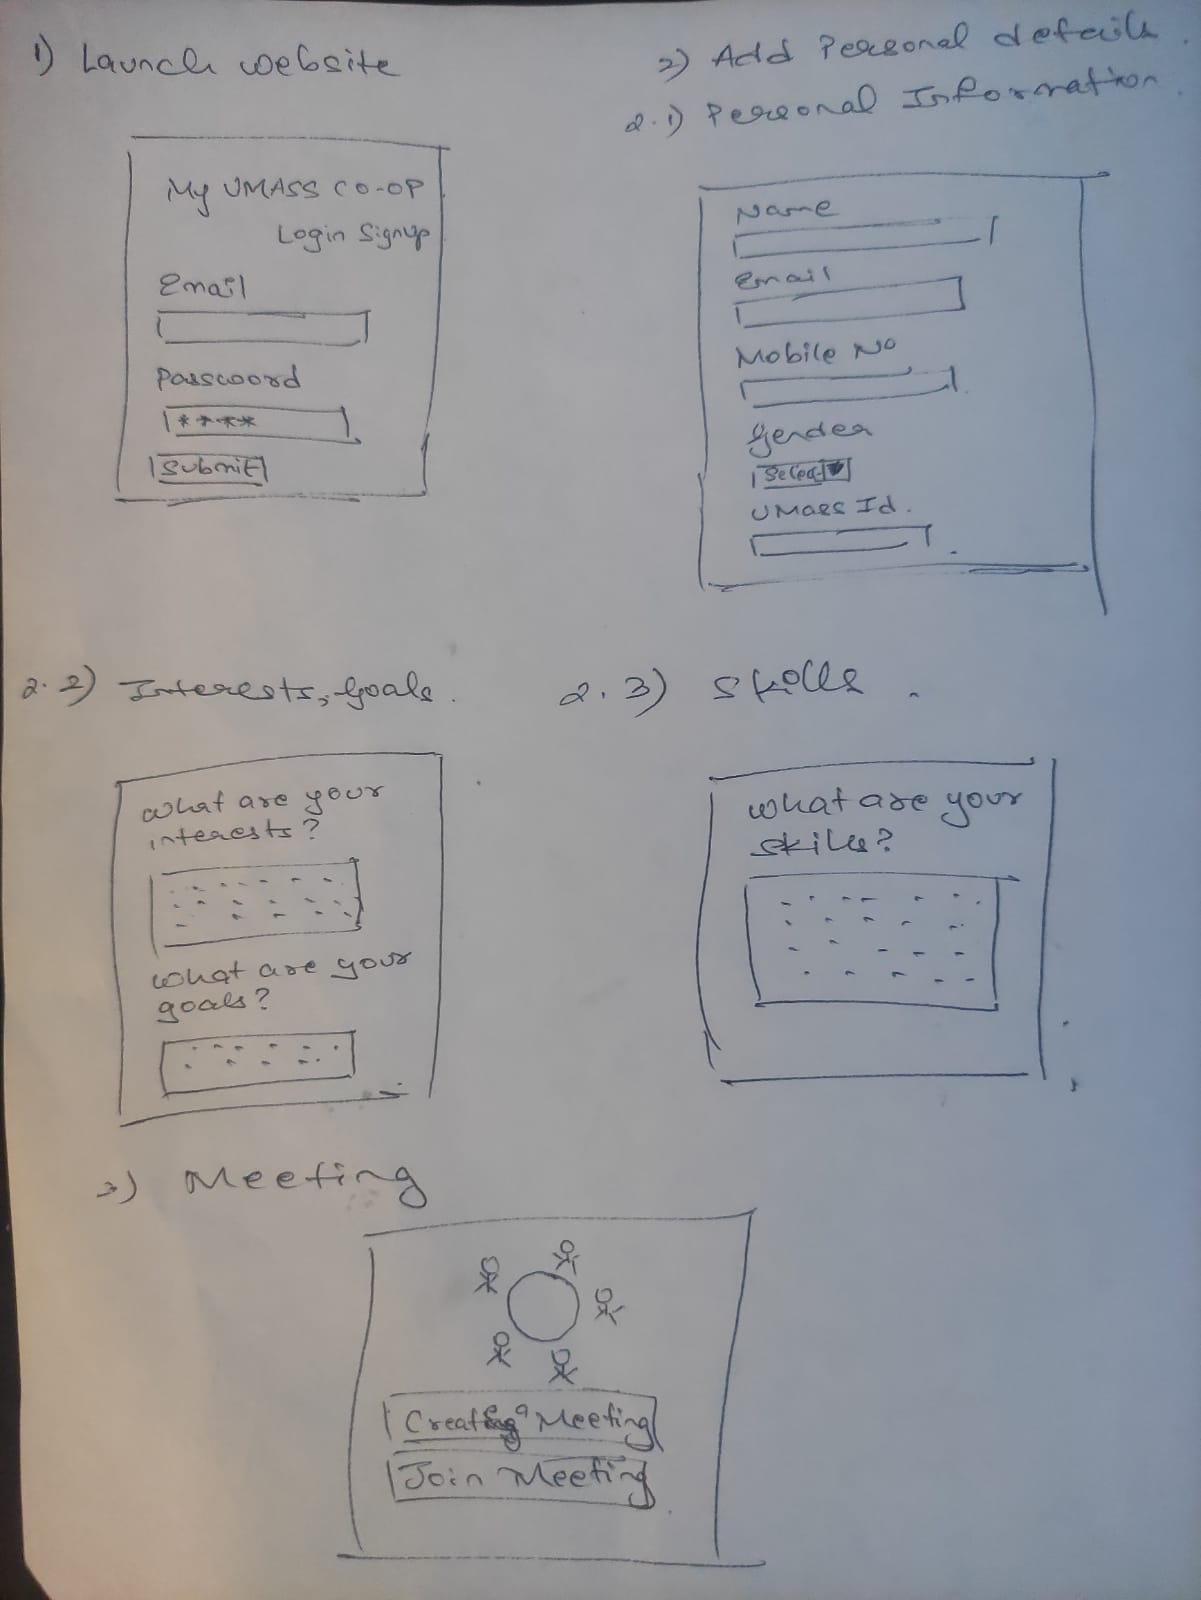 1) Launch website
2) Add Personal details.
2.1) Personal Information.
My UMASS CO-OP
Login Signup
Email
Password
****
Submit
Name
Email
Mobile No
Gender
Select
UMass Id.
2.2) Interests, Goals.
What are your
interests?
What are your
goals?
2.3) Skills.
What are your
skills?
3) Meeting
Meeting
Join Meeting